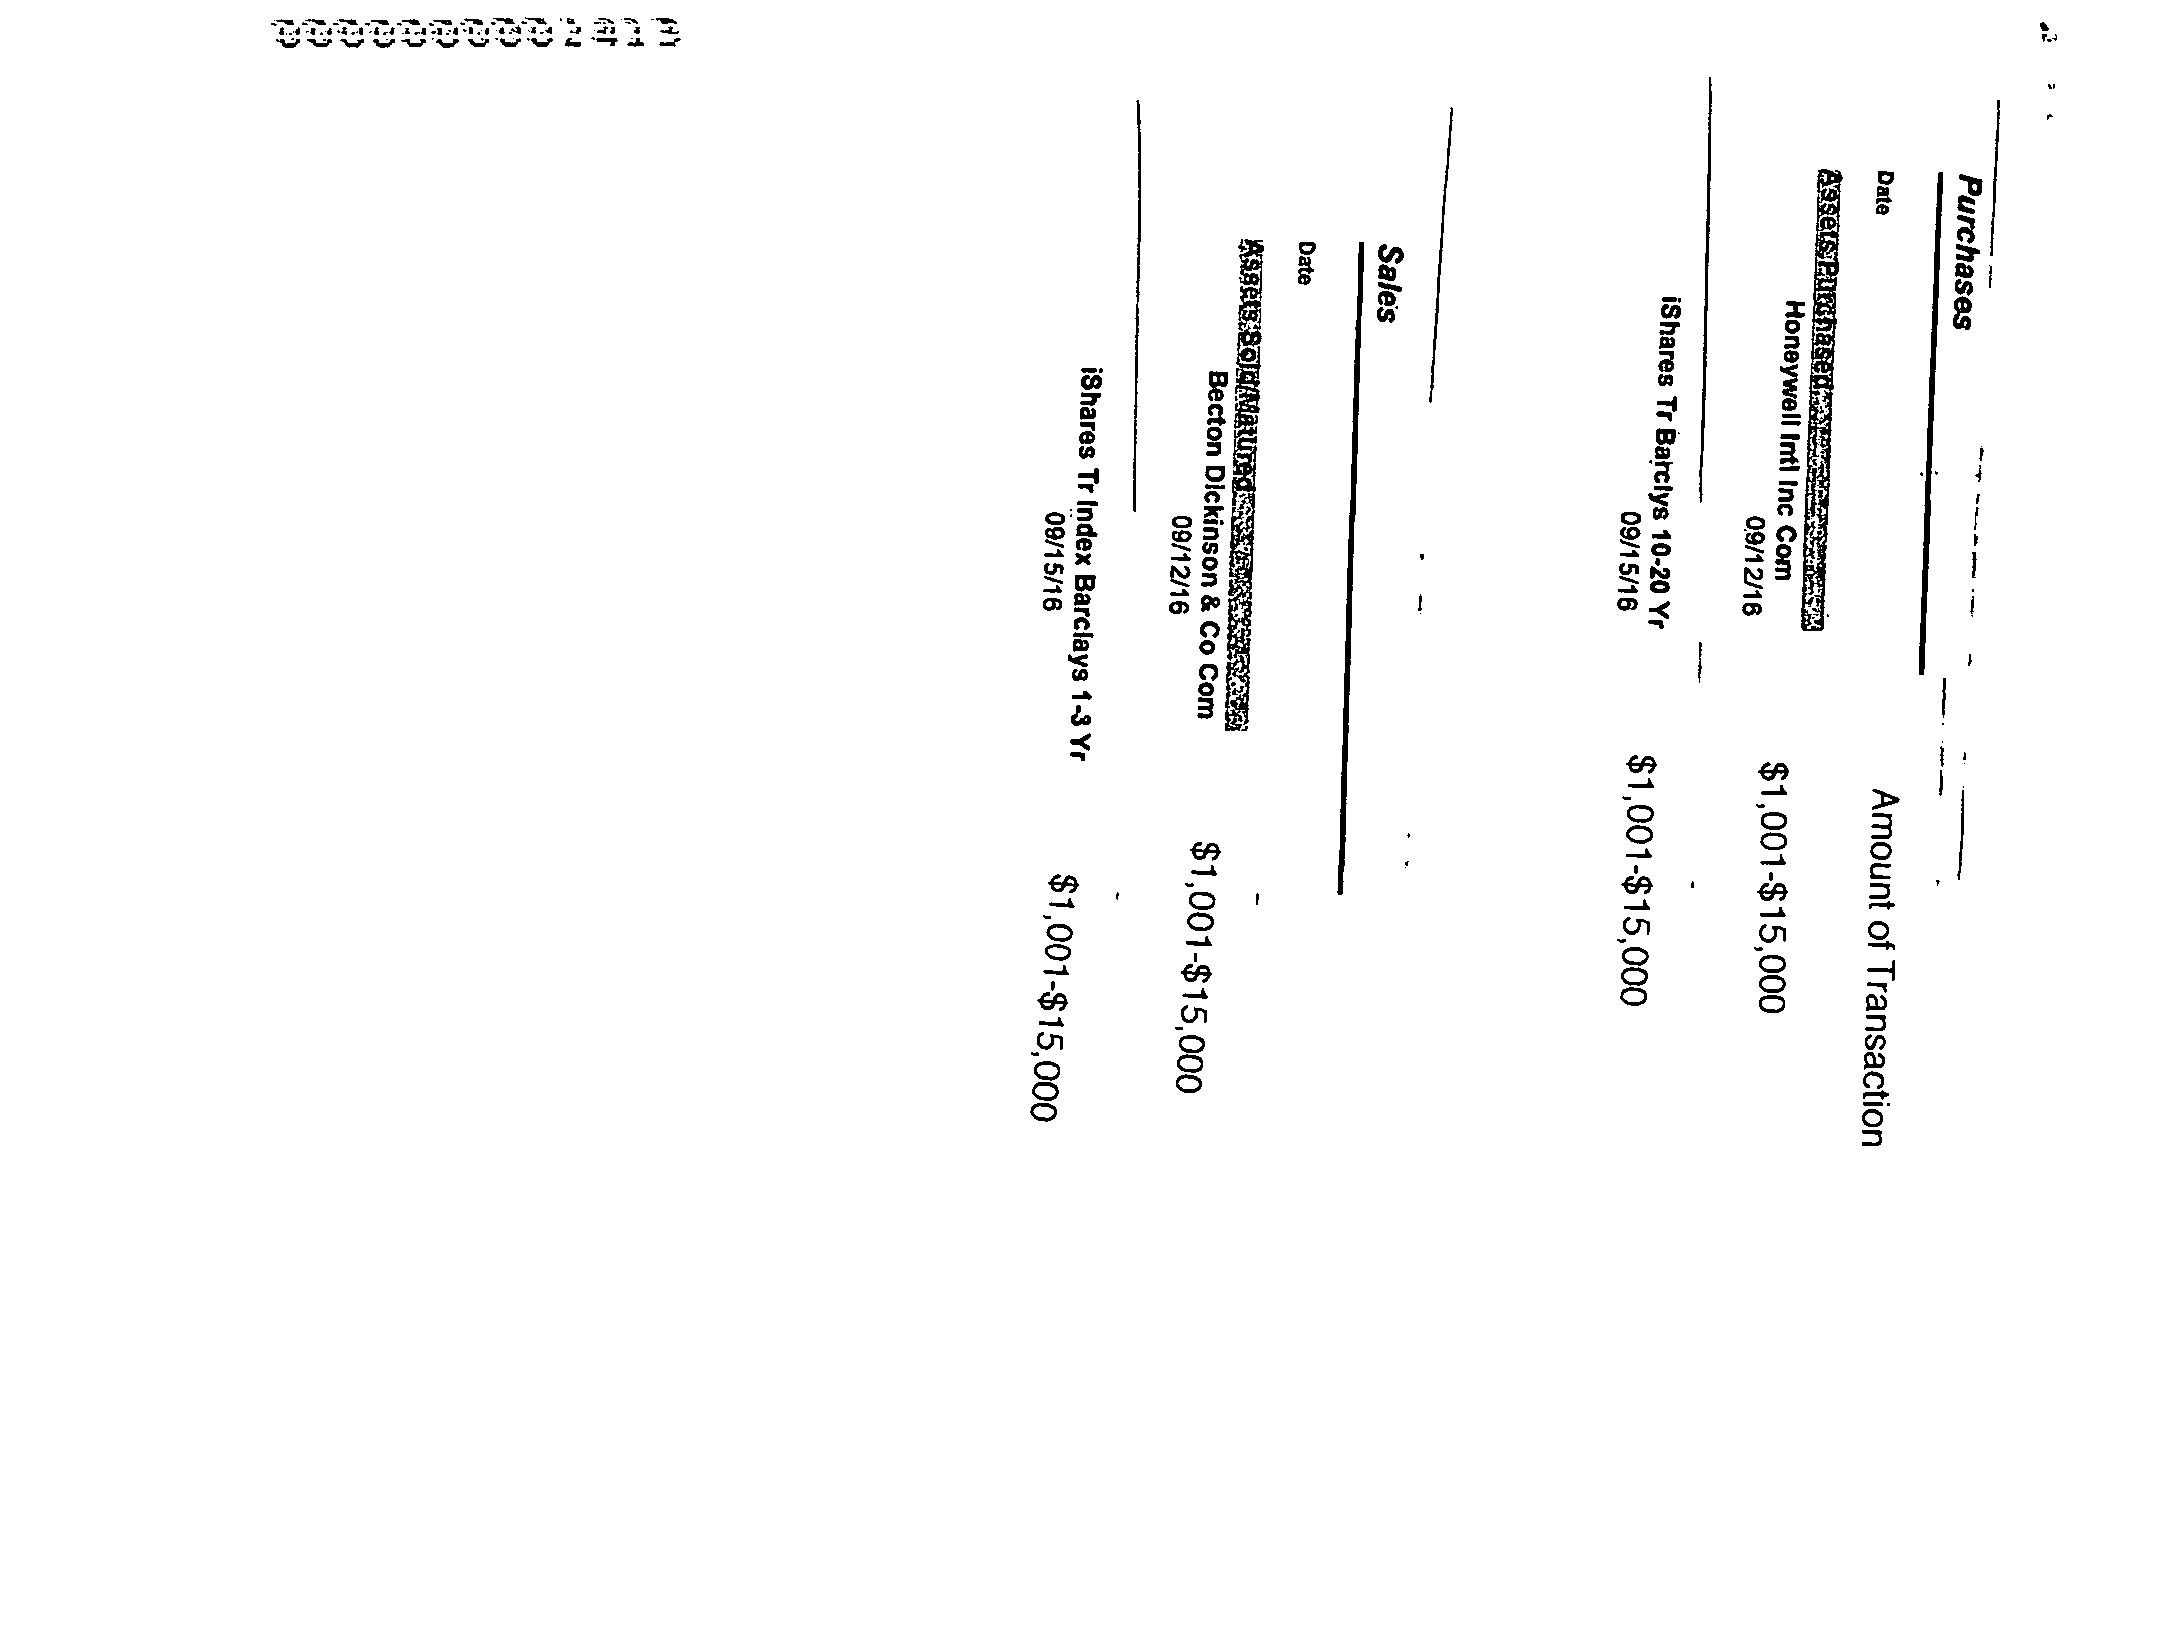 Purchases
Date Amount of Transaction
Assets Purchased
Honeywell Intl Inc Com
09/12/16 $1,001-$15,000
iShares Tr Barclys 10-20 Yr
09/15/16 $1,001-$15,000
Sales
Date
Assets Sold/Matured
Becton Dickinson & Co Com
09/12/16 $1,001-$15,000
iShares Tr Index Barclays 1-3 Yr
09/15/16 $1,001-$15,000